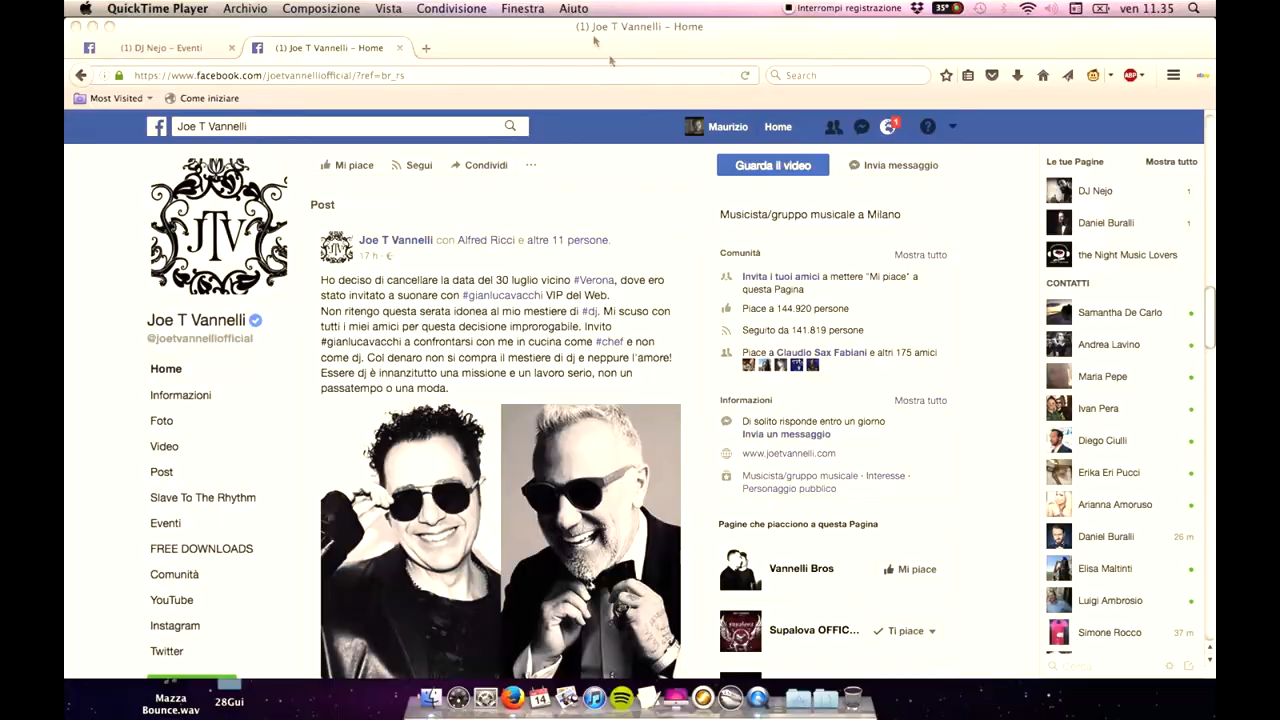 QuickTime Player Archivio Composizione Vista Condivisione Finestra Aiuto
Interrompi registrazione 35° ven 11.35
(1) Joe T Vannelli – Home
(1) DJ Nejo – Eventi
(1) Joe T Vannelli – Home
https://www.facebook.com/joetvannelliofficial/?ref=br_rs
Search
ABP
ebay
Most Visited
Come iniziare
Joe T Vannelli
Maurizio
Home
1
JTV
Joe T Vannelli
@joetvannelliofficial
Home
Informazioni
Foto
Video
Post
Slave To The Rhythm
Eventi
FREE DOWNLOADS
Comunità
YouTube
Instagram
Twitter
Mi piace Segui Condividi ...
Post
JTV
Joe T Vannelli con Alfred Ricci e altre 11 persone.
17 h ·
Ho deciso di cancellare la data del 30 luglio vicino #Verona, dove ero
stato invitato a suonare con #gianlucavacchi VIP del Web.
Non ritengo questa serata idonea al mio mestiere di #dj. Mi scuso con
tutti i miei amici per questa decisione improrogabile. Invito
#gianlucavacchi a confrontarsi con me in cucina come #chef e non
come dj. Col denaro non si compra il mestiere di dj e neppure l'amore!
Essere dj è innanzitutto una missione e un lavoro serio, non un
passatempo o una moda.
Guarda il video
Invia messaggio
Musicista/gruppo musicale a Milano
Comunità Mostra tutto
Invita i tuoi amici a mettere "Mi piace" a
questa Pagina
Piace a 144.920 persone
Seguito da 141.819 persone
Piace a Claudio Sax Fabiani e altri 175 amici
Informazioni Mostra tutto
Di solito risponde entro un giorno
Invia un messaggio
www.joetvannelli.com
Musicista/gruppo musicale · Interesse ·
Personaggio pubblico
Pagine che piacciono a questa Pagina
Vannelli Bros Mi piace
Supalova OFFIC... Ti piace
Le tue Pagine Mostra tutto
DJ Nejo 1
Daniel Buralli 1
the Night Music Lovers
CONTATTI
Samantha De Carlo
Andrea Lavino
Maria Pepe
Ivan Pera
Diego Ciulli
Erika Eri Pucci
Arianna Amoruso
Daniel Buralli 26 m
Elisa Maltinti
Luigi Ambrosio
Simone Rocco 37 m
Cerca
Mazza
Bounce.wav
28Gui
14